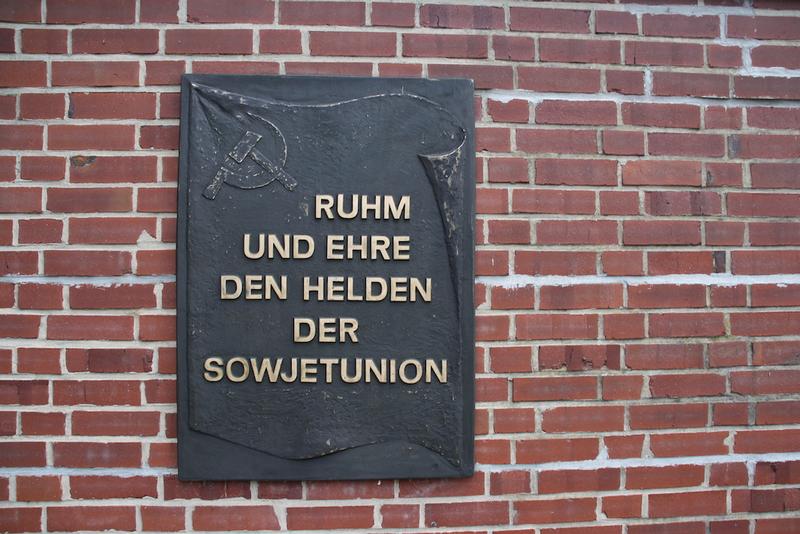 RUHM
UND EHRE
DEN HELDEN
DER
SOWJETUNION